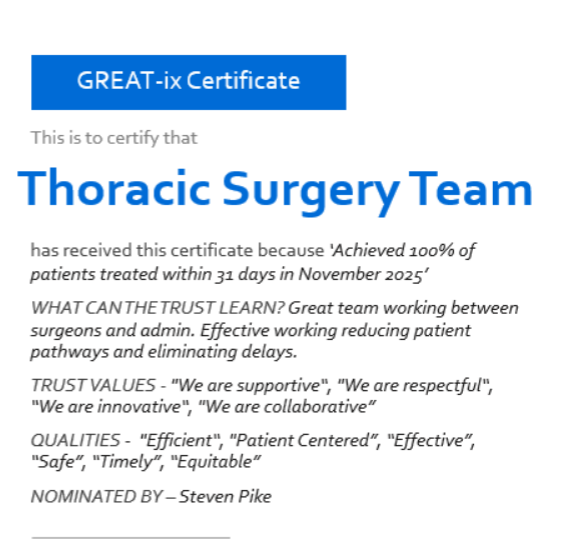 GREAT-ix Certificate
This is to certify that
Thoracic Surgery Team
has received this certificate because ‘Achieved 100% of
patients treated within 31 days in November 2025’
WHAT CAN THE TRUST LEARN? Great team working between
surgeons and admin. Effective working reducing patient
pathways and eliminating delays.
TRUST VALUES - "We are supportive“, "We are respectful“,
“We are innovative“, “We are collaborative”
QUALITIES - "Efficient“, "Patient Centered”, “Effective”,
“Safe”, “Timely”, “Equitable”
NOMINATED BY – Steven Pike